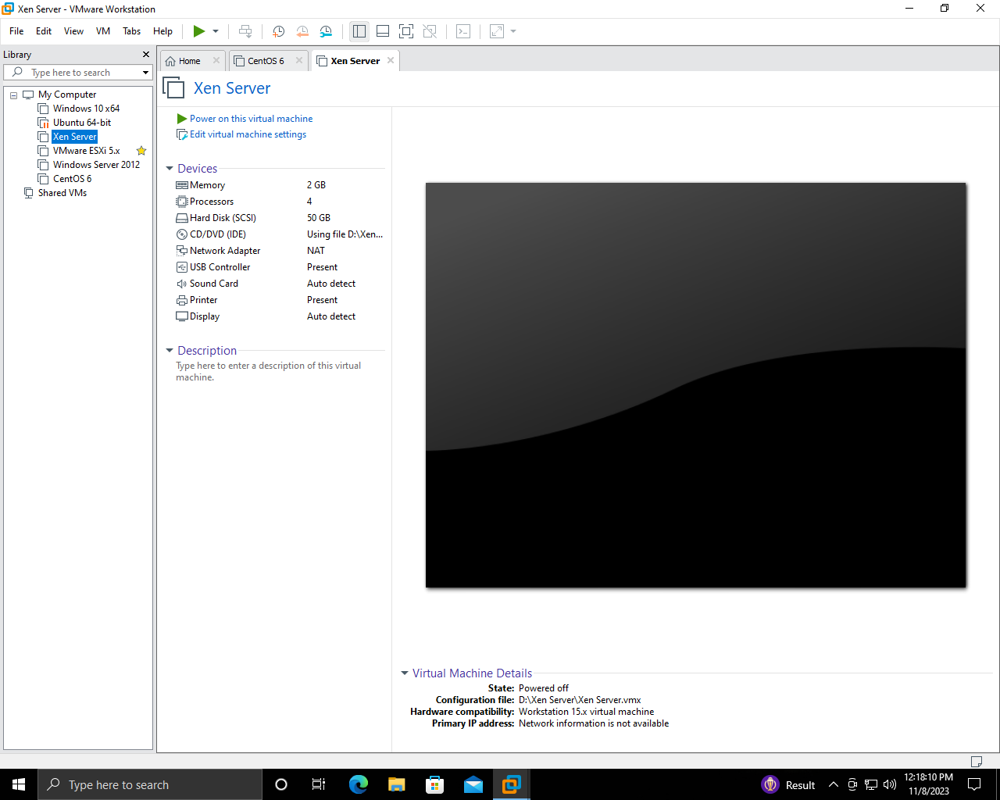 Xen Server - VMware Workstation
File Edit View VM Tabs Help
Library
Type here to search
My Computer
Windows 10 x64
Ubuntu 64-bit
Xen Server
VMware ESXi 5.x
Windows Server 2012
CentOS 6
Shared VMs
Home CentOS 6 Xen Server
Xen Server
Power on this virtual machine
Edit virtual machine settings
Devices
Memory 2 GB
Processors 4
Hard Disk (SCSI) 50 GB
CD/DVD (IDE) Using file D:\Xen...
Network Adapter NAT
USB Controller Present
Sound Card Auto detect
Printer Present
Display Auto detect
Description
Type here to enter a description of this virtual
machine.
Virtual Machine Details
State: Powered off
Configuration file: D:\Xen Server\Xen Server.vmx
Hardware compatibility: Workstation 15.x virtual machine
Primary IP address: Network information is not available
Type here to search
Result
12:18:10 PM
11/8/2023